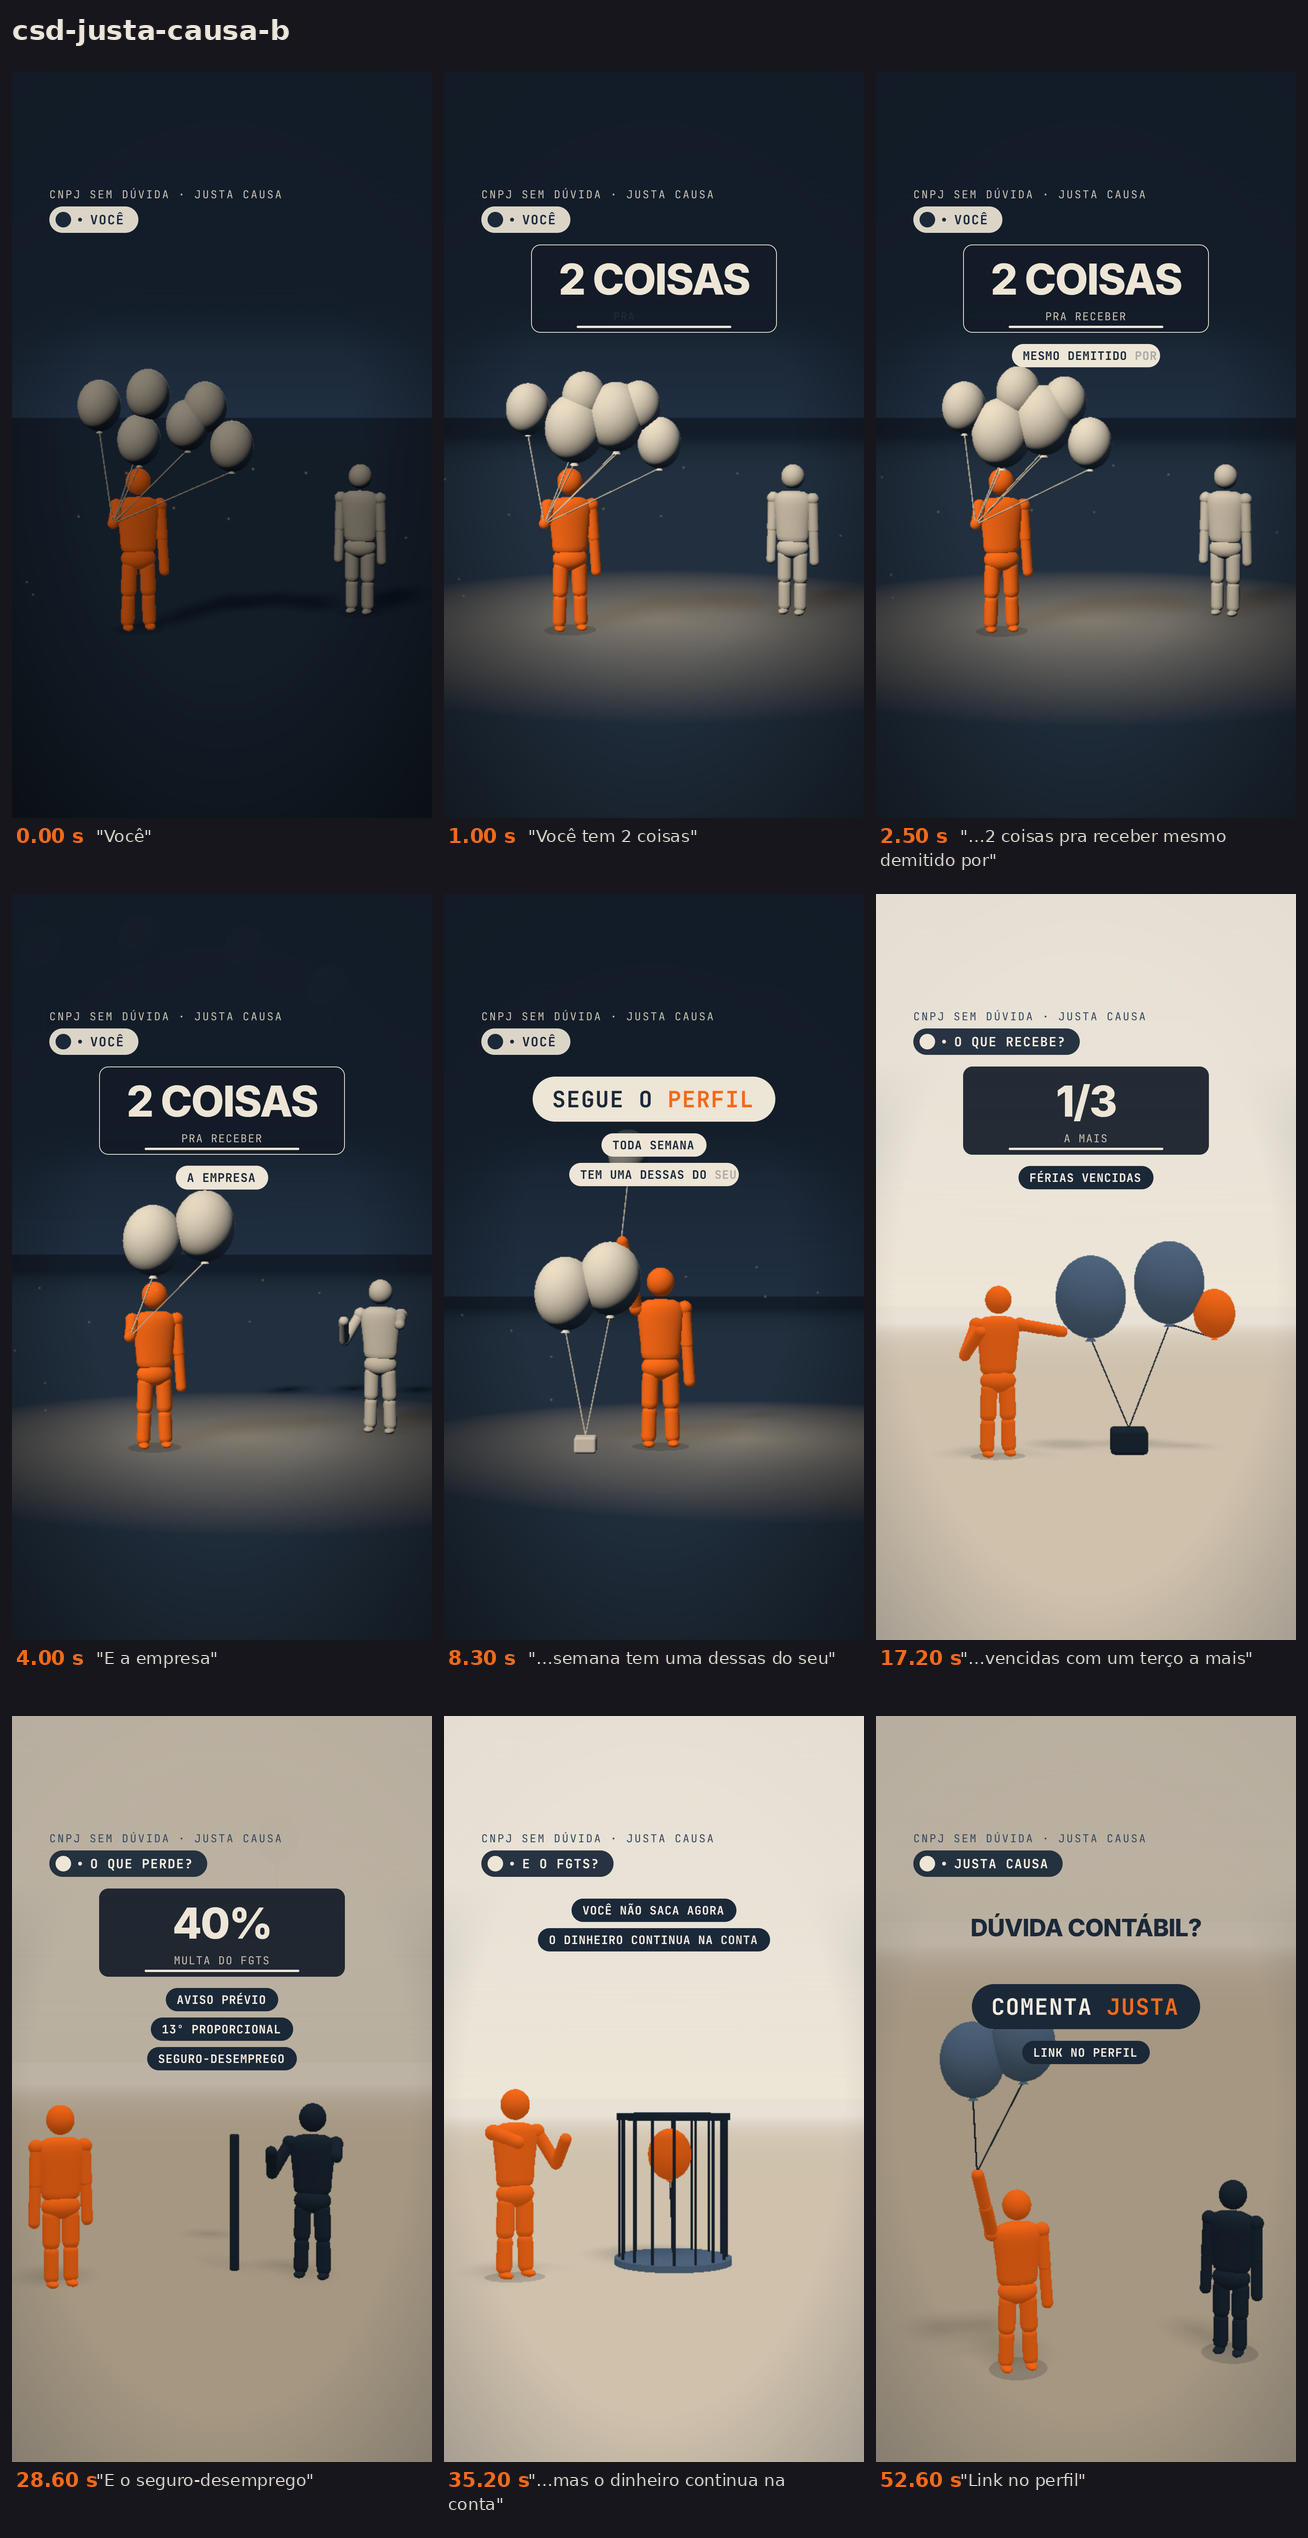 csd-justa-causa-b
CNPJ SEM DÚVIDA · JUSTA CAUSA
• VOCÊ
0.00 s "Você"
CNPJ SEM DÚVIDA · JUSTA CAUSA
• VOCÊ
2 COISAS
PRA
1.00 s "Você tem 2 coisas"
CNPJ SEM DÚVIDA · JUSTA CAUSA
• VOCÊ
2 COISAS
PRA RECEBER
MESMO DEMITIDO POR
2.50 s "...2 coisas pra receber mesmo
demitido por"
CNPJ SEM DÚVIDA · JUSTA CAUSA
• VOCÊ
2 COISAS
PRA RECEBER
A EMPRESA
4.00 s "E a empresa"
CNPJ SEM DÚVIDA · JUSTA CAUSA
• VOCÊ
SEGUE O PERFIL
TODA SEMANA
TEM UMA DESSAS DO SEU
8.30 s "...semana tem uma dessas do seu"
CNPJ SEM DÚVIDA · JUSTA CAUSA
• O QUE RECEBE?
1/3
A MAIS
FÉRIAS VENCIDAS
17.20 s "...vencidas com um terço a mais"
CNPJ SEM DÚVIDA · JUSTA CAUSA
• O QUE PERDE?
40%
MULTA DO FGTS
AVISO PRÉVIO
13° PROPORCIONAL
SEGURO-DESEMPREGO
28.60 s "E o seguro-desemprego"
CNPJ SEM DÚVIDA · JUSTA CAUSA
• E O FGTS?
VOCÊ NÃO SACA AGORA
O DINHEIRO CONTINUA NA CONTA
35.20 s "...mas o dinheiro continua na
conta"
CNPJ SEM DÚVIDA · JUSTA CAUSA
• JUSTA CAUSA
DÚVIDA CONTÁBIL?
COMENTA JUSTA
LINK NO PERFIL
52.60 s "Link no perfil"